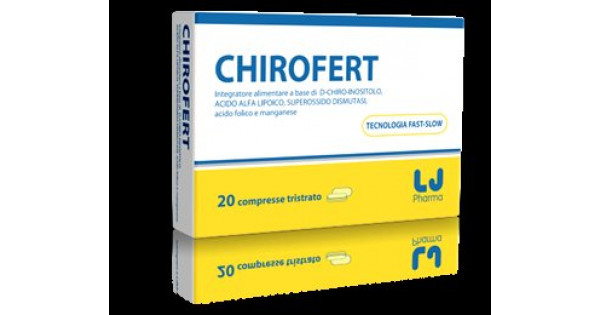 CHIROFERT
CHIROFERT
Integratore alimentare a base di D-CHIRO-INOSITOLO,
ACIDO ALFA LIPOICO, SUPEROSSIDO DISMUTASI,
acido folico e manganese
TECNOLOGIA FAST-SLOW
20 compresse tristrato
LJ
Pharma